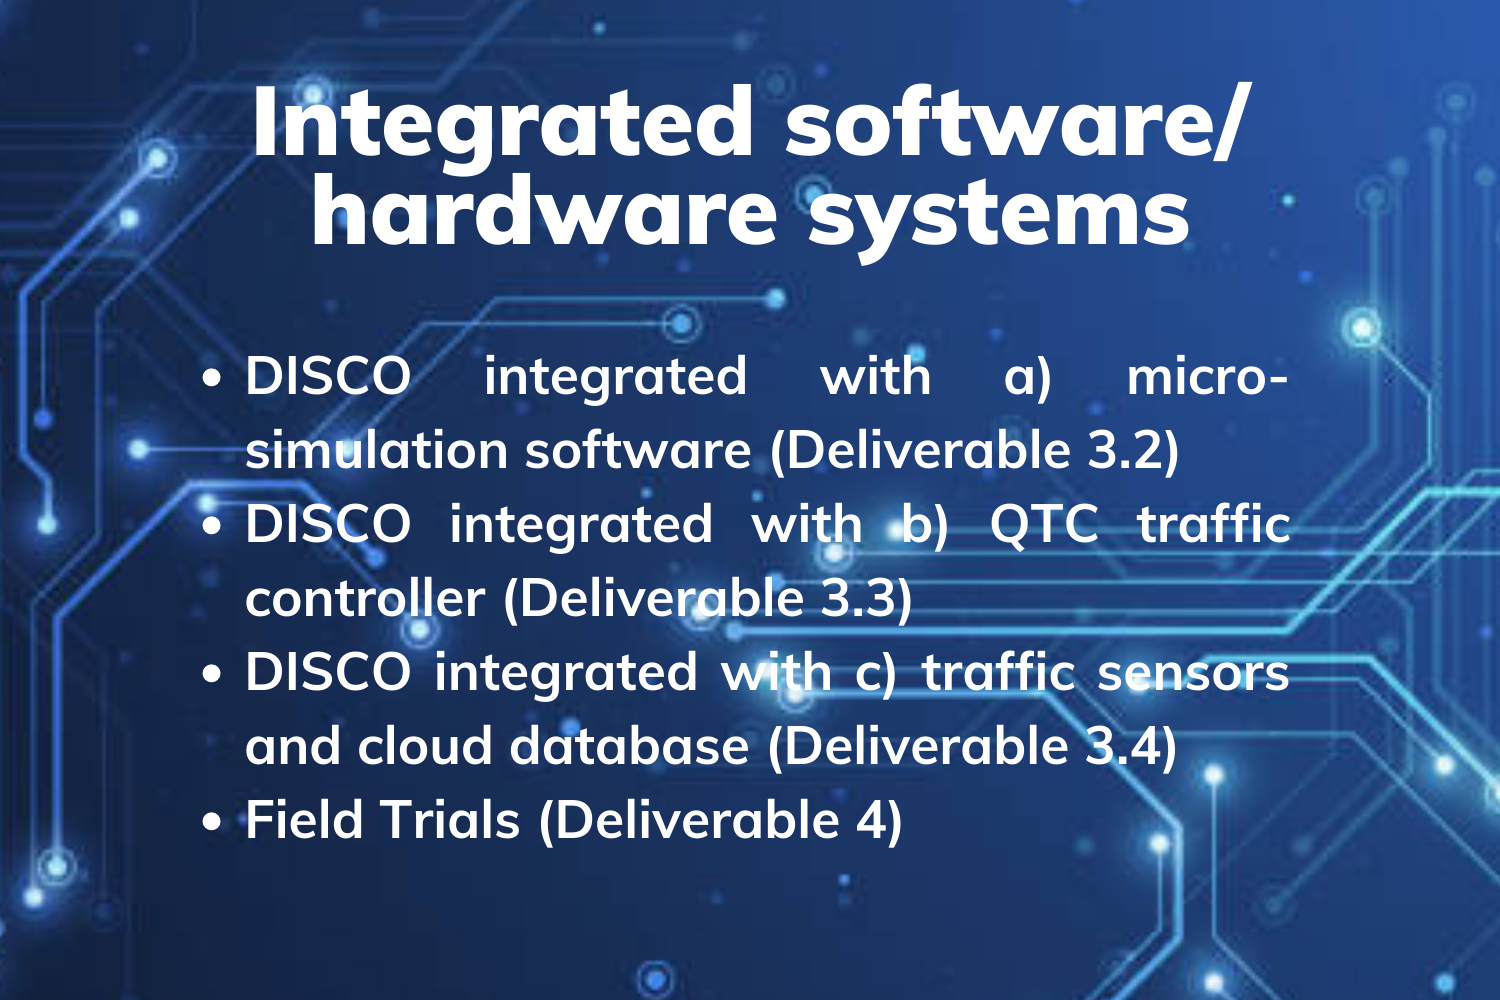 Integrated software/
hardware systems
• DISCO integrated with a) micro-
simulation software (Deliverable 3.2)
• DISCO integrated with b) QTC traffic
controller (Deliverable 3.3)
• DISCO integrated with c) traffic sensors
and cloud database (Deliverable 3.4)
• Field Trials (Deliverable 4)